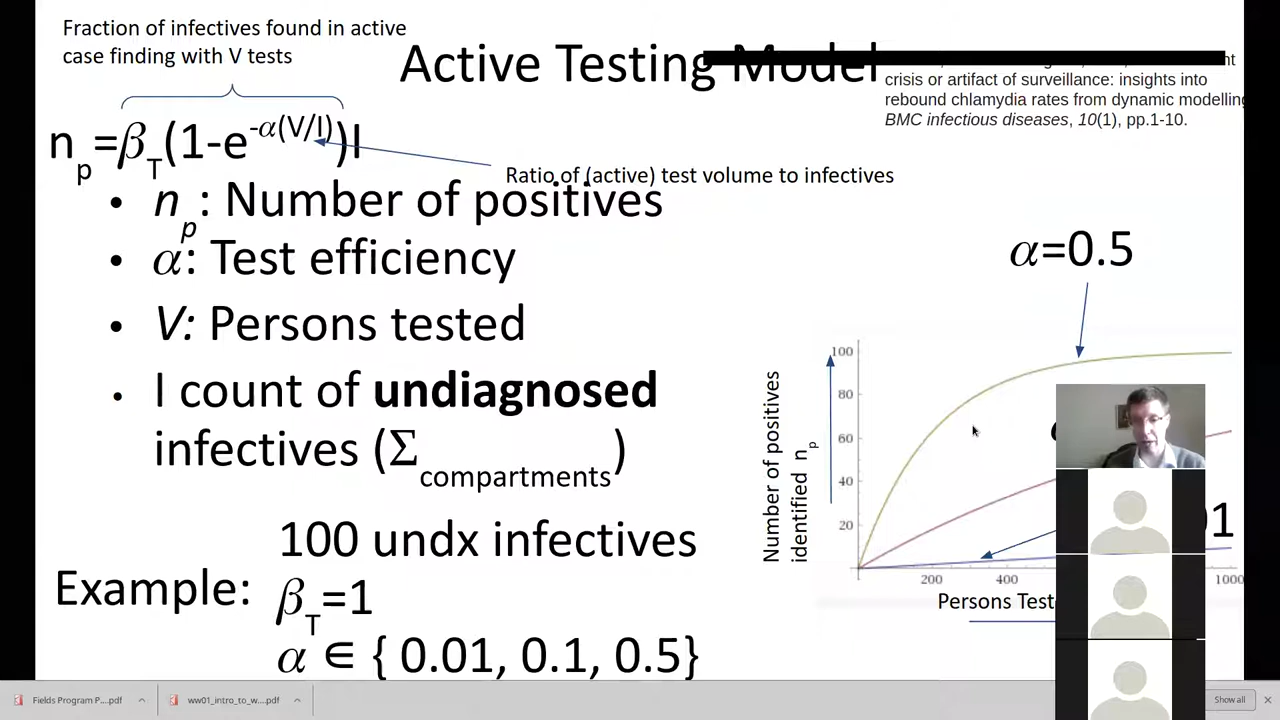 Fraction of infectives found in active
case finding with V tests
Active Testing Model
crisis or artifact of surveillance: insights into
rebound chlamydia rates from dynamic modelling
BMC infectious diseases, 10(1), pp.1-10.
nₚ=β_T(1-e^-α(V/I))I
Ratio of (active) test volume to infectives
• nₚ: Number of positives
• α: Test efficiency
• V: Persons tested
• I count of undiagnosed
infectives (Σ_compartments)
α=0.5
Number of positives
identified nₚ
100
80
60
40
20
200
400
1000
Persons Test
100 undx infectives
Example:
β_T=1
α ∈ { 0.01, 0.1, 0.5}
Fields Program P....pdf
ww01_intro_to_w....pdf
Show all